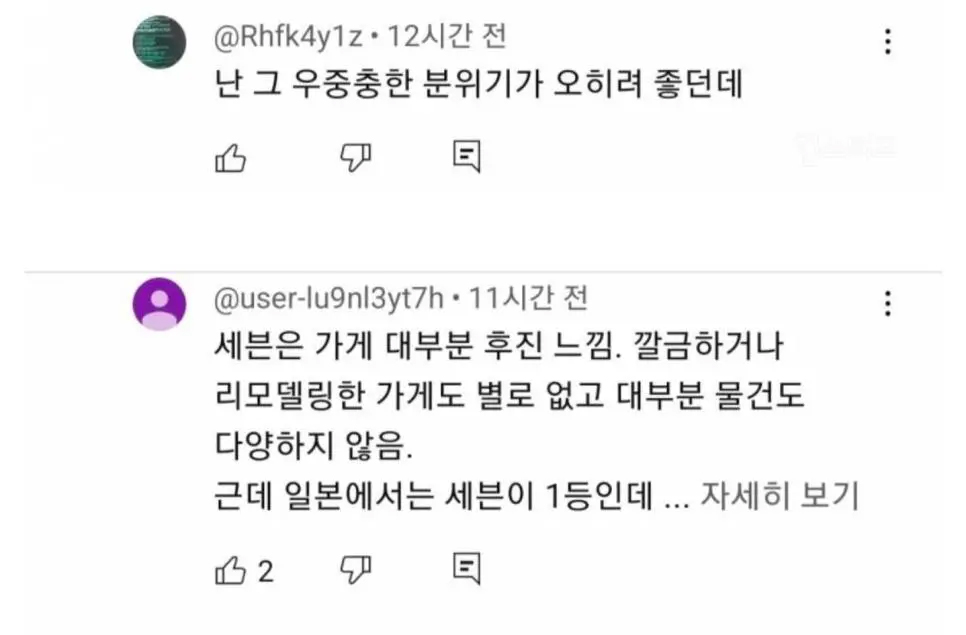 @Rhfk4y1z • 12시간 전
난 그 우중충한 분위기가 오히려 좋던데
@user-lu9nl3yt7h • 11시간 전
세븐은 가게 대부분 후진 느낌. 깔금하거나
리모델링한 가게도 별로 없고 대부분 물건도
다양하지 않음.
근데 일본에서는 세븐이 1등인데 ... 자세히 보기
2